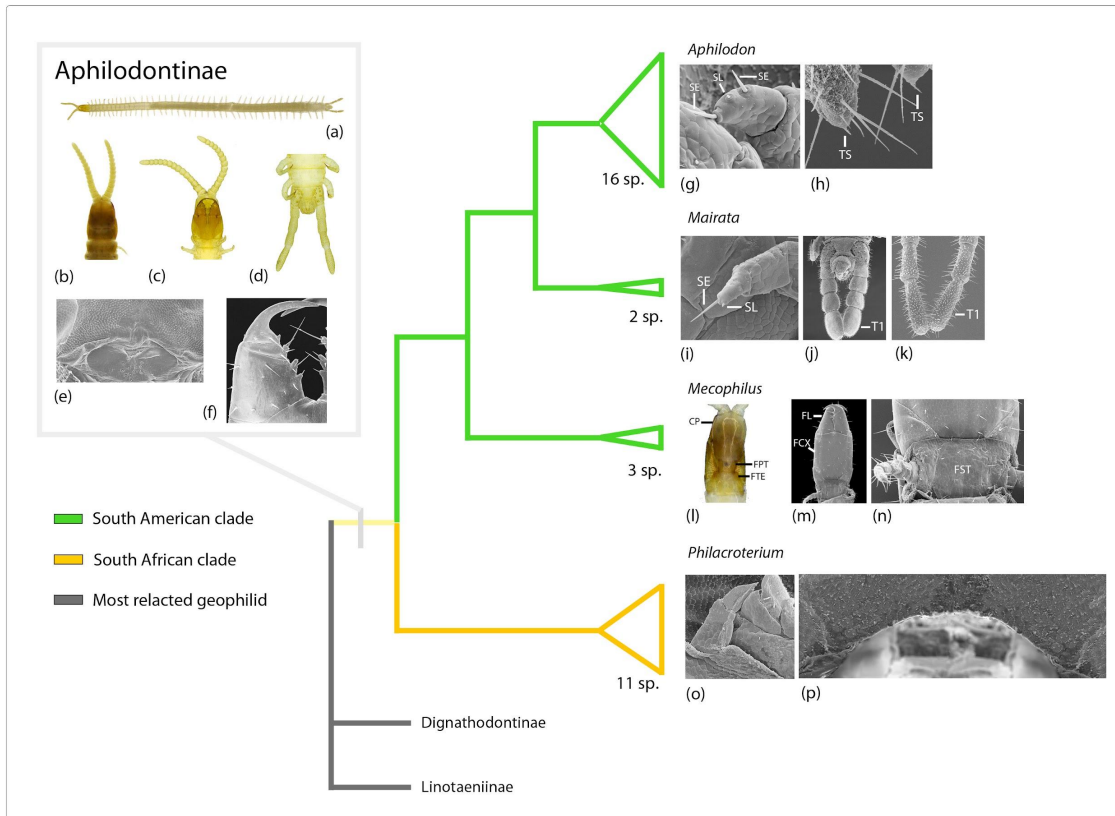 Aphilodontinae
(a)
(b)
(c)
(d)
(e)
(f)
Aphilodon
SE
SL
SE
TS
TS
16 sp.
(g)
(h)
Mairata
SE
SL
T1
T1
2 sp.
(i)
(j)
(k)
Mecophilus
CP
FPT
FTE
FL
FCX
FST
3 sp.
(l)
(m)
(n)
South American clade
South African clade
Most relacted geophilid
Philacroterium
11 sp.
(o)
(p)
Dignathodontinae
Linotaeniinae